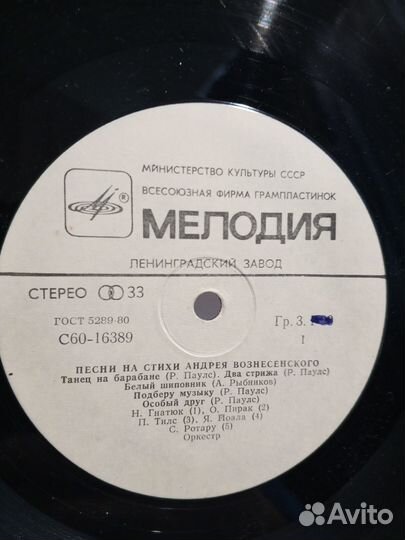 МИНИСТЕРСТВО КУЛЬТУРЫ СССР
ВСЕСОЮЗНАЯ ФИРМА ГРАМПЛАСТИНОК
®
МЕЛОДИЯ
ЛЕНИНГРАДСКИЙ ЗАВОД
СТЕРЕО 33
ГОСТ 5289-80 Гр. 3.
С60-16389 1
ПЕСНИ НА СТИХИ АНДРЕЯ ВОЗНЕСЕНСКОГО
Танец на барабане (Р. Паулс). Два стрижа (Р. Паулс)
Белый шиповник (А. Рыбников)
Подберу музыку (Р. Паулс)
Особый друг (Р. Паулс)
Н. Гнатюк (1), О. Пирак (2)
П. Тилс (3), Я. Йоала (4)
С. Ротару (5)
Оркестр
Avito